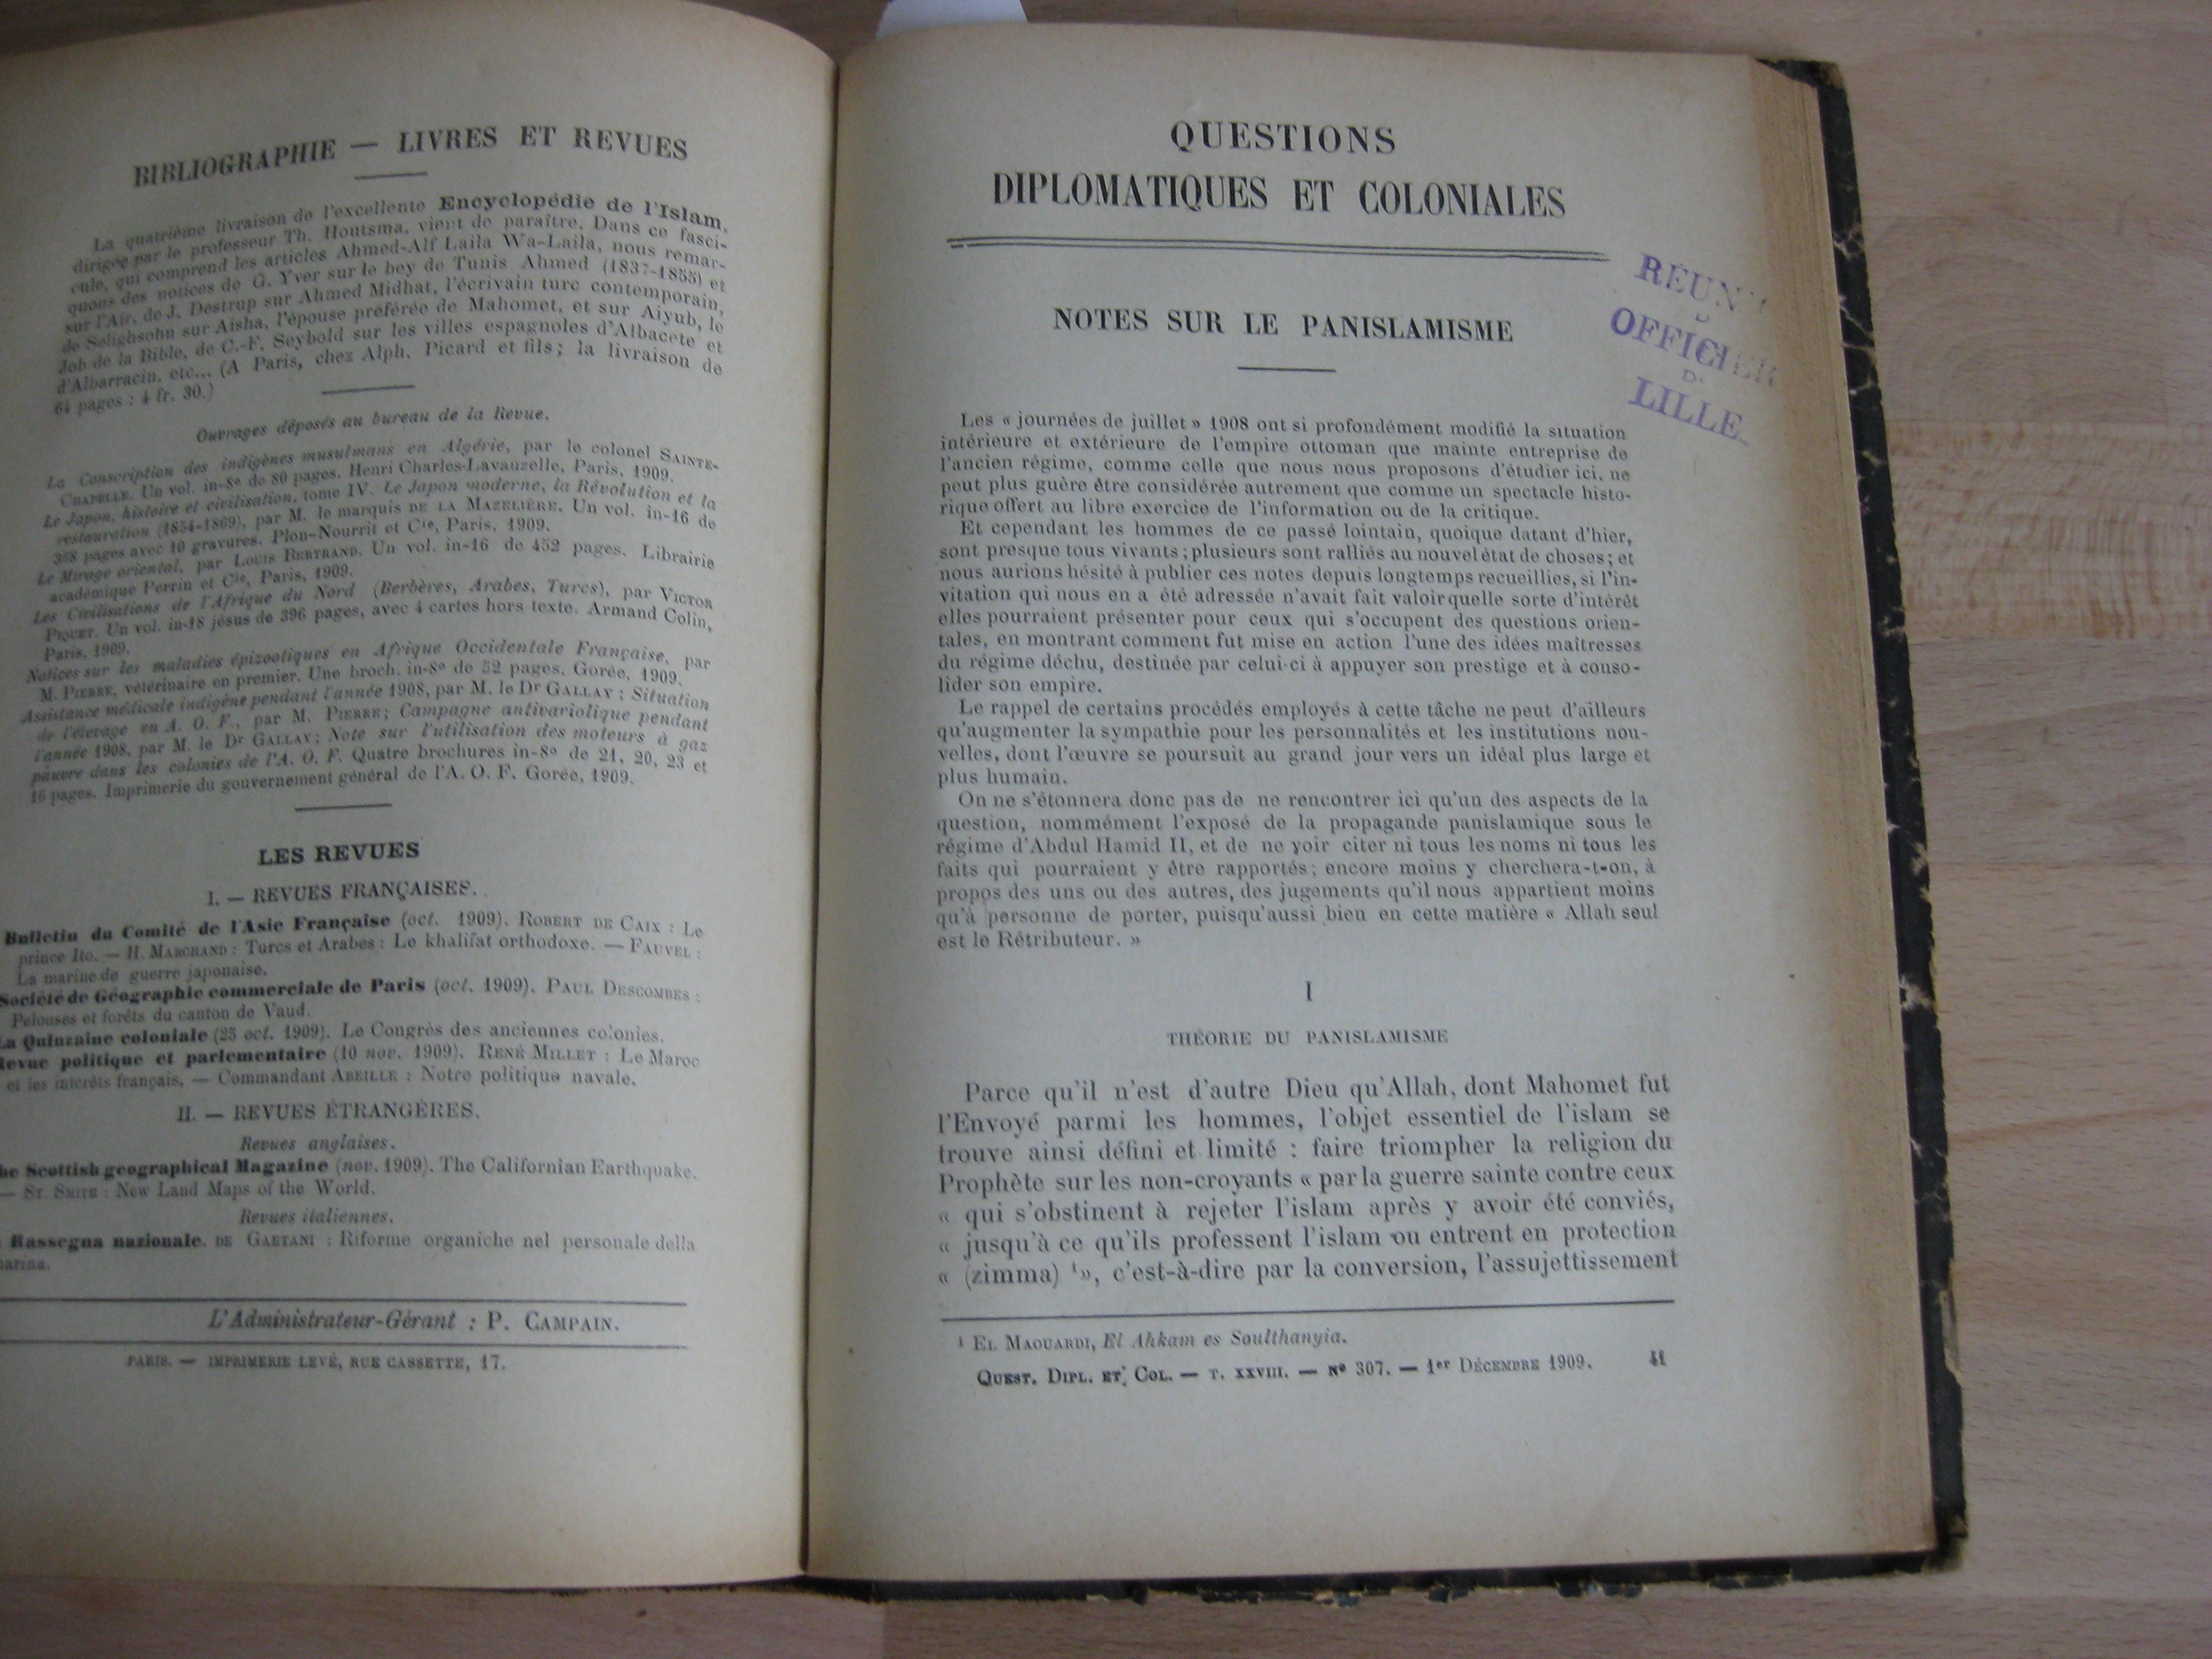 BIBLIOGRAPHIE — LIVRES ET REVUES
La quatrième livraison de l'excellente Encyclopédie de l'Islam,
dirigée par le professeur Th. Houtsma, vient de paraître. Dans ce fasci-
cule, qui comprend les articles Ahmed-Alf Laila Wa-Laila, nous remar-
quons des notices de G. Yver sur le bey de Tunis Ahmed (1837-1855) et
sur l'Aïr, de J. Destrup sur Ahmed Midhat, l'écrivain turc contemporain,
de Selighsohn sur Aisha, l'épouse préférée de Mahomet, et sur Aiyub, le
Job de la Bible, de C.-F. Seybold sur les villes espagnoles d'Albacete et
d'Albarracin, etc... (A Paris, chez Alph. Picard et fils; la livraison de
64 pages : 4 fr. 30.)
Ouvrages déposés au bureau de la Revue.
La Conscription des indigènes musulmans en Algérie, par le colonel SAINTE-
CHAPELLE. Un vol. in-8º de 80 pages. Henri Charles-Lavauzelle, Paris, 1909.
Le Japon, histoire et civilisation, tome IV. Le Japon moderne, la Révolution et la
restauration (1854-1869), par M. le marquis DE LA MAZELIÈRE. Un vol. in-16 de
368 pages avec 10 gravures. Plon-Nourrit et Cie, Paris, 1909.
Le Mirage oriental, par LOUIS BERTRAND. Un vol. in-16 de 452 pages. Librairie
académique Perrin et Cie, Paris, 1909.
Les Civilisations de l'Afrique du Nord (Berbères, Arabes, Turcs), par VICTOR
PIQUET. Un vol. in-18 jésus de 396 pages, avec 4 cartes hors texte. Armand Colin,
Paris, 1909.
Notices sur les maladies épizootiques en Afrique Occidentale Française, par
M. PIERRE, vétérinaire en premier. Une broch. in-8º de 52 pages. Gorée, 1909.
Assistance médicale indigène pendant l'année 1908, par M. le Dr GALLAY; Situation
de l'élevage en A. O. F., par M. PIERRE; Campagne antivariolique pendant
l'année 1908, par M. le Dr GALLAY; Note sur l'utilisation des moteurs à gaz
pauvre dans les colonies de l'A. O. F. Quatre brochures in-8º de 21, 20, 23 et
16 pages. Imprimerie du gouvernement général de l'A. O. F. Gorée, 1909.
LES REVUES
I. — REVUES FRANÇAISES.
Bulletin du Comité de l'Asie Française (oct. 1909). ROBERT DE CAIX : Le
prince Ito. — H. MARCHAND : Turcs et Arabes : Le khalifat orthodoxe. — FAUVEL :
La marine de guerre japonaise.
Société de Géographie commerciale de Paris (oct. 1909). PAUL DESCOMBES :
Pelouses et forêts du canton de Vaud.
La Quinzaine coloniale (25 oct. 1909). Le Congrès des anciennes colonies.
Revue politique et parlementaire (10 nov. 1909). RENÉ MILLET : Le Maroc
et les intérêts français. — Commandant ABEILLE : Notre politique navale.
II. — REVUES ÉTRANGÈRES.
Revues anglaises.
he Scottish geographical Magazine (nov. 1909). The Californian Earthquake.
— ST. SMITH : New Land Maps of the World.
Revues italiennes.
Rassegna nazionale. DE GAETANI : Riforme organiche nel personale della
arina.
L'Administrateur-Gérant : P. CAMPAIN.
PARIS. — IMPRIMERIE LEVÉ, RUE CASSETTE, 17.
QUESTIONS
DIPLOMATIQUES ET COLONIALES
REUN
OFFICIER
LILLE
NOTES SUR LE PANISLAMISME
Les « journées de juillet » 1908 ont si profondément modifié la situation
intérieure et extérieure de l'empire ottoman que mainte entreprise de
l'ancien régime, comme celle que nous nous proposons d'étudier ici, ne
peut plus guère être considérée autrement que comme un spectacle histo-
rique offert au libre exercice de l'information ou de la critique.
Et cependant les hommes de ce passé lointain, quoique datant d'hier,
sont presque tous vivants; plusieurs sont ralliés au nouvel état de choses; et
nous aurions hésité à publier ces notes depuis longtemps recueillies, si l'in-
vitation qui nous en a été adressée n'avait fait valoir quelle sorte d'intérêt
elles pourraient présenter pour ceux qui s'occupent des questions orien-
tales, en montrant comment fut mise en action l'une des idées maîtresses
du régime déchu, destinée par celui-ci à appuyer son prestige et à conso-
lider son empire.
Le rappel de certains procédés employés à cette tâche ne peut d'ailleurs
qu'augmenter la sympathie pour les personnalités et les institutions nou-
velles, dont l'œuvre se poursuit au grand jour vers un idéal plus large et
plus humain.
On ne s'étonnera donc pas de ne rencontrer ici qu'un des aspects de la
question, nommément l'exposé de la propagande panislamique sous le
régime d'Abdul Hamid II, et de ne voir citer ni tous les noms ni tous les
faits qui pourraient y être rapportés; encore moins y cherchera-t-on, à
propos des uns ou des autres, des jugements qu'il nous appartient moins
qu'à personne de porter, puisqu'aussi bien en cette matière « Allah seul
est le Rétributeur. »
I
THÉORIE DU PANISLAMISME
Parce qu'il n'est d'autre Dieu qu'Allah, dont Mahomet fut
l'Envoyé parmi les hommes, l'objet essentiel de l'islam se
trouve ainsi défini et limité : faire triompher la religion du
Prophète sur les non-croyants « par la guerre sainte contre ceux
« qui s'obstinent à rejeter l'islam après y avoir été conviés,
« jusqu'à ce qu'ils professent l'islam ou entrent en protection
« (zimma) ¹», c'est-à-dire par la conversion, l'assujettissement
¹ EL MAOUARDI, El Ahkam es Soulthanyia.
QUEST. DIPL. ET COL. — T. XXVIII. — Nº 307. — 1er DÉCEMBRE 1909. 41